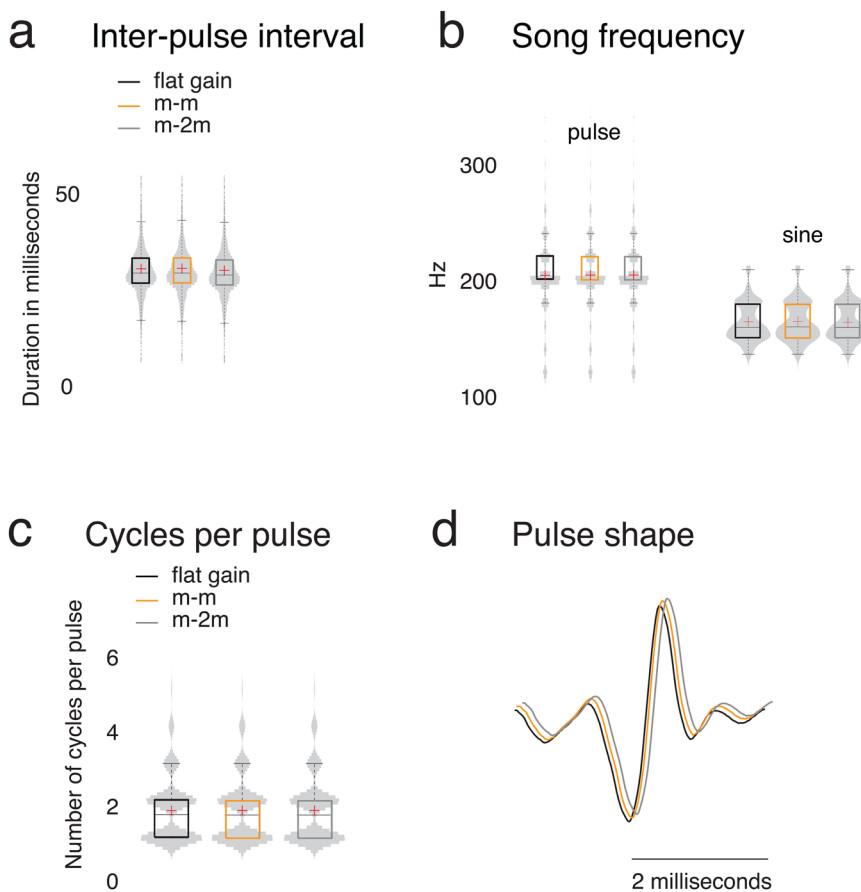 a Inter-pulse interval
flat gain
m-m
m-2m
Duration in milliseconds
50
0
b Song frequency
pulse
sine
Hz
300
200
100
c Cycles per pulse
flat gain
m-m
m-2m
Number of cycles per pulse
6
4
2
0
d Pulse shape
2 milliseconds